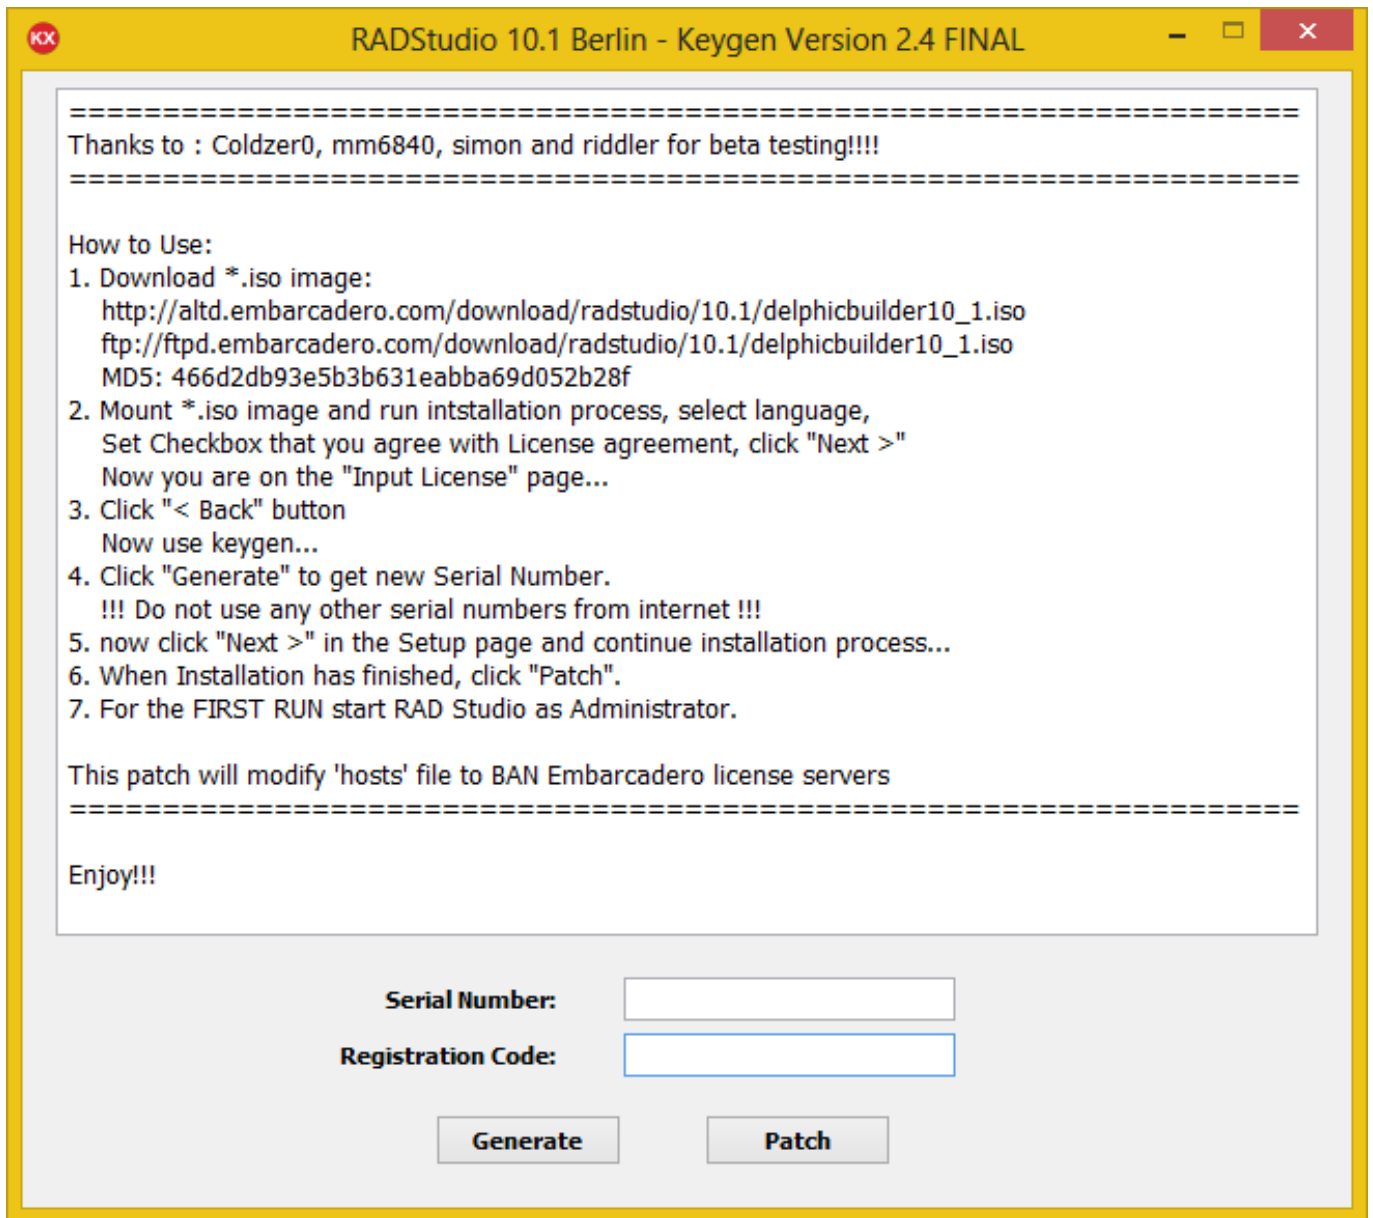 KX
RADStudio 10.1 Berlin - Keygen Version 2.4 FINAL
==================================================================
Thanks to : Coldzer0, mm6840, simon and riddler for beta testing!!!!
==================================================================
How to Use:
1. Download *.iso image:
http://altd.embarcadero.com/download/radstudio/10.1/delphicbuilder10_1.iso
ftp://ftpd.embarcadero.com/download/radstudio/10.1/delphicbuilder10_1.iso
MD5: 466d2db93e5b3b631eabba69d052b28f
2. Mount *.iso image and run intstallation process, select language,
Set Checkbox that you agree with License agreement, click "Next >"
Now you are on the "Input License" page...
3. Click "< Back" button
Now use keygen...
4. Click "Generate" to get new Serial Number.
!!! Do not use any other serial numbers from internet !!!
5. now click "Next >" in the Setup page and continue installation process...
6. When Installation has finished, click "Patch".
7. For the FIRST RUN start RAD Studio as Administrator.
This patch will modify 'hosts' file to BAN Embarcadero license servers
==================================================================
Enjoy!!!
Serial Number:
Registration Code:
Generate
Patch